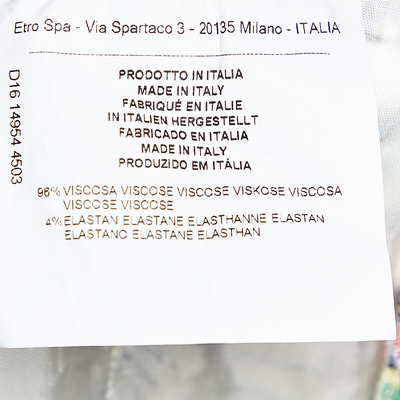 Etro Spa - Via Spartaco 3 - 20135 Milano - ITALIA
D16 14954 4503
PRODOTTO IN ITALIA
MADE IN ITALY
FABRIQUÉ EN ITALIE
IN ITALIEN HERGESTELLT
FABRICADO EN ITALIA
MADE IN ITALY
PRODUZIDO EM ITÁLIA
96% VISCOSA VISCOSE VISCOSE VISKOSE VISCOSA
VISCOSE VISCOSE
4% ELASTAN ELASTANE ELASTHANNE ELASTAN
ELASTANO ELASTANE ELASTHAN